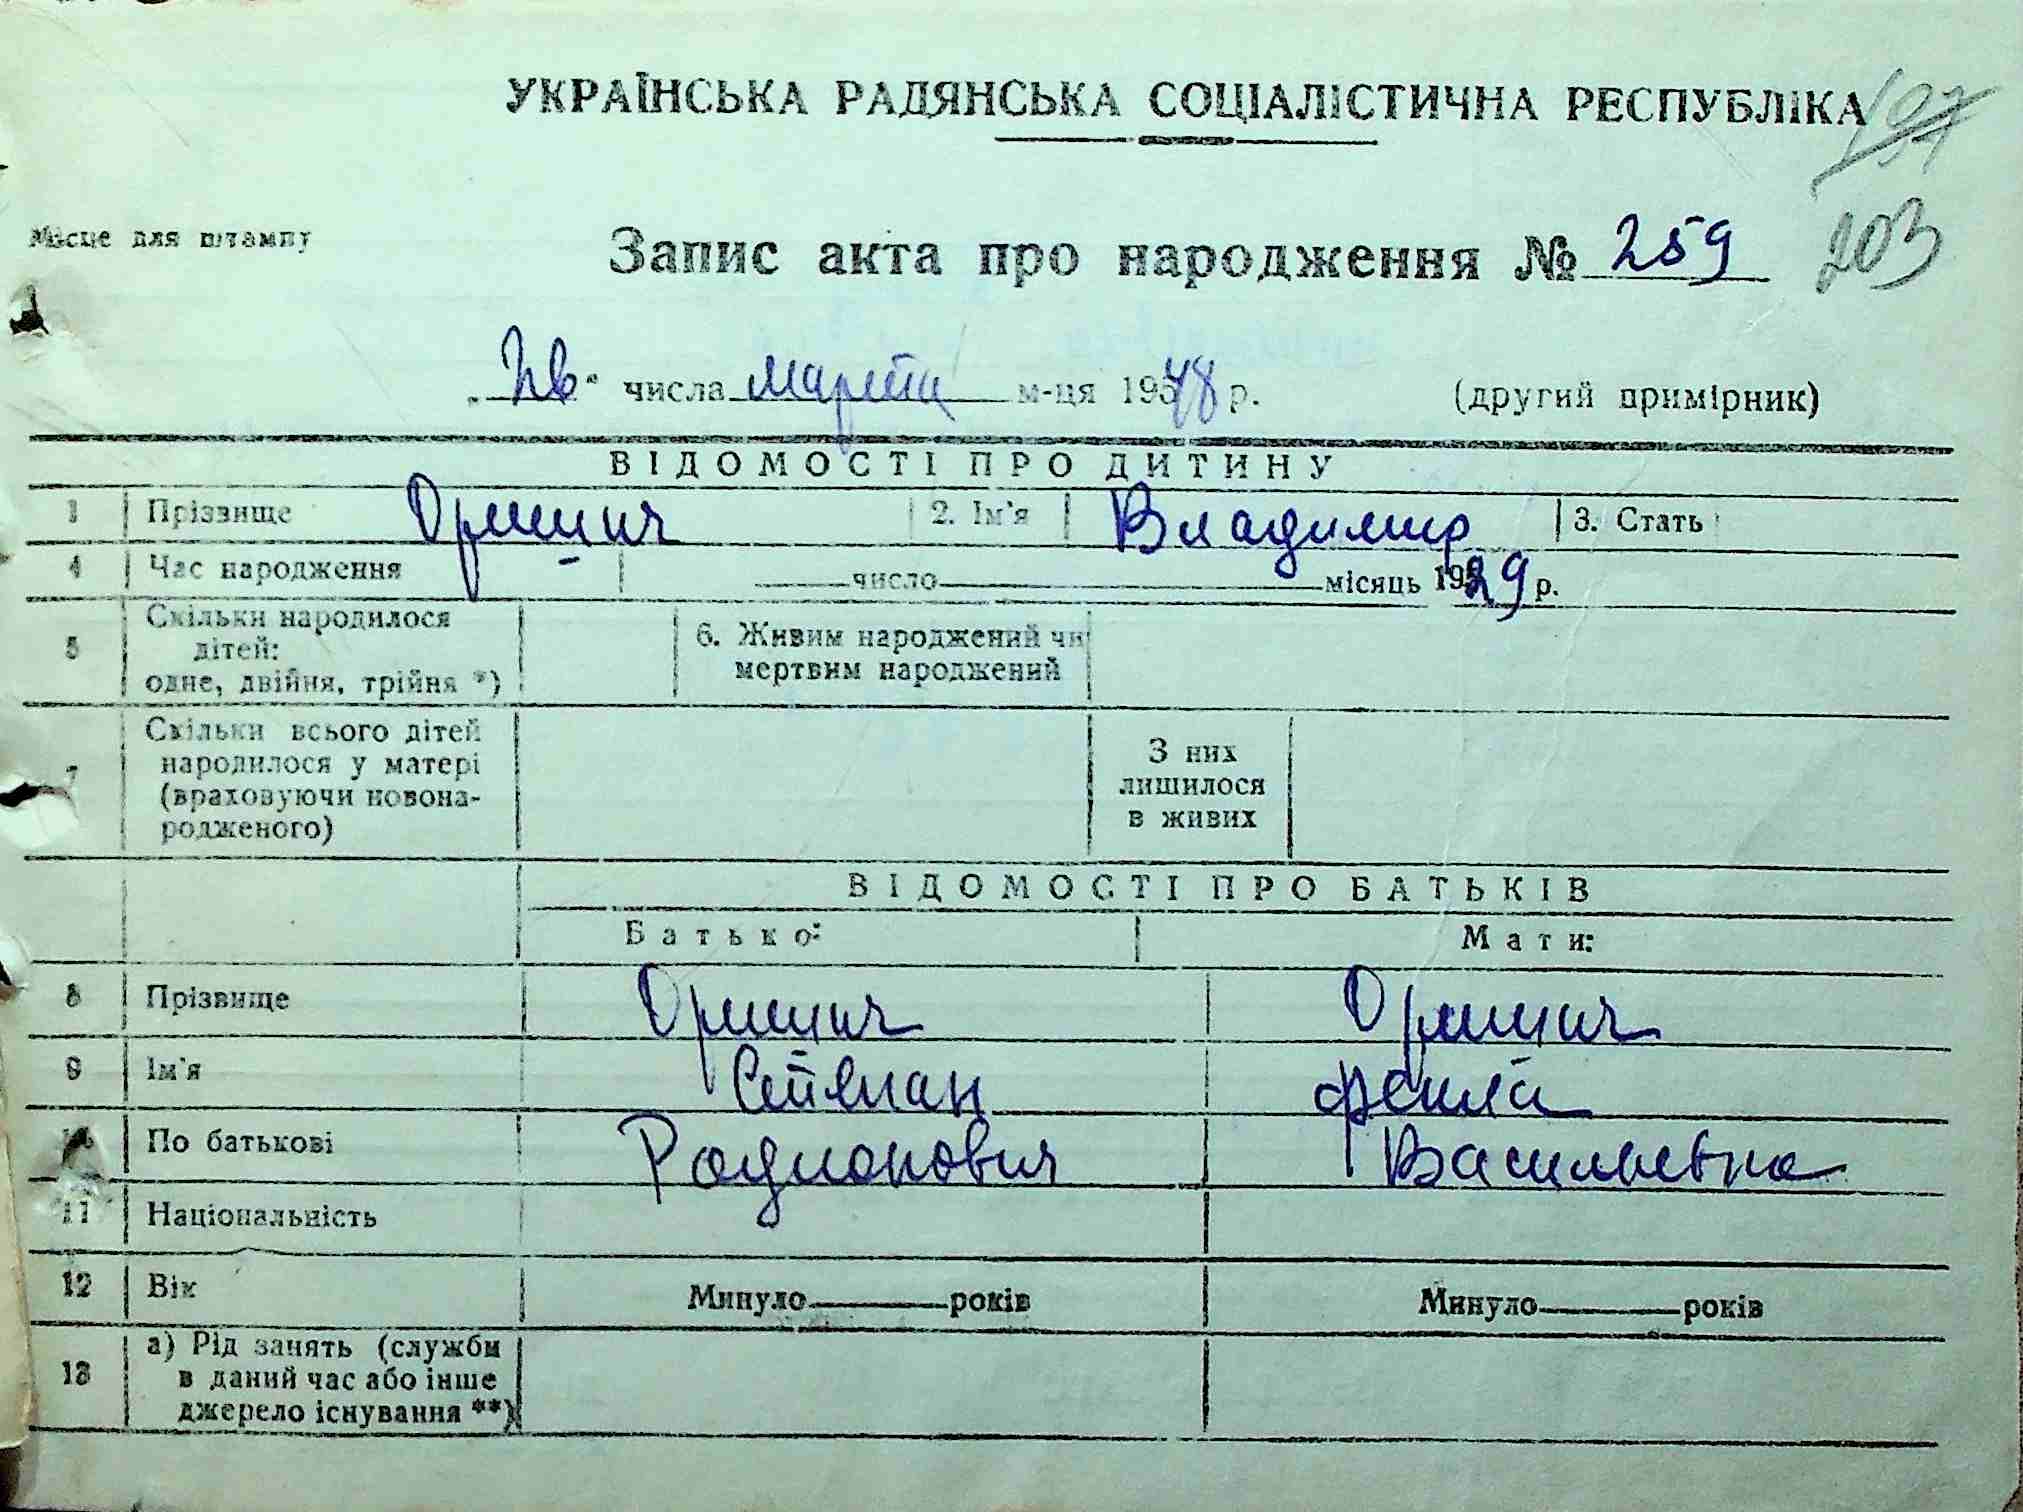 УКРАЇНСЬКА РАДЯНСЬКА СОЦІАЛІСТИЧНА РЕСПУБЛІКА
Місце для штампу
Запис акта про народження № 259 203
„26" числа марта м-ця 1948 р. (другий примірник)
ВІДОМОСТІ ПРО ДИТИНУ
1 Прізвище Орищич 2. Ім'я Владимир 3. Стать
4 Час народження число місяць 1929 р.
5 Скільки народилося дітей: одне, двійня, трійня *) 6. Живим народжений чи мертвим народжений
7 Скільки всього дітей народилося у матері (враховуючи новонародженого) З них лишилося в живих
ВІДОМОСТІ ПРО БАТЬКІВ
Батько: Мати:
8 Прізвище Орищич Орищич
9 Ім'я Степан Фекла
10 По батькові Родионович Васильевна
11 Національність
12 Вік Минуло років Минуло років
13 а) Рід занять (служби в даний час або інше джерело існування **)